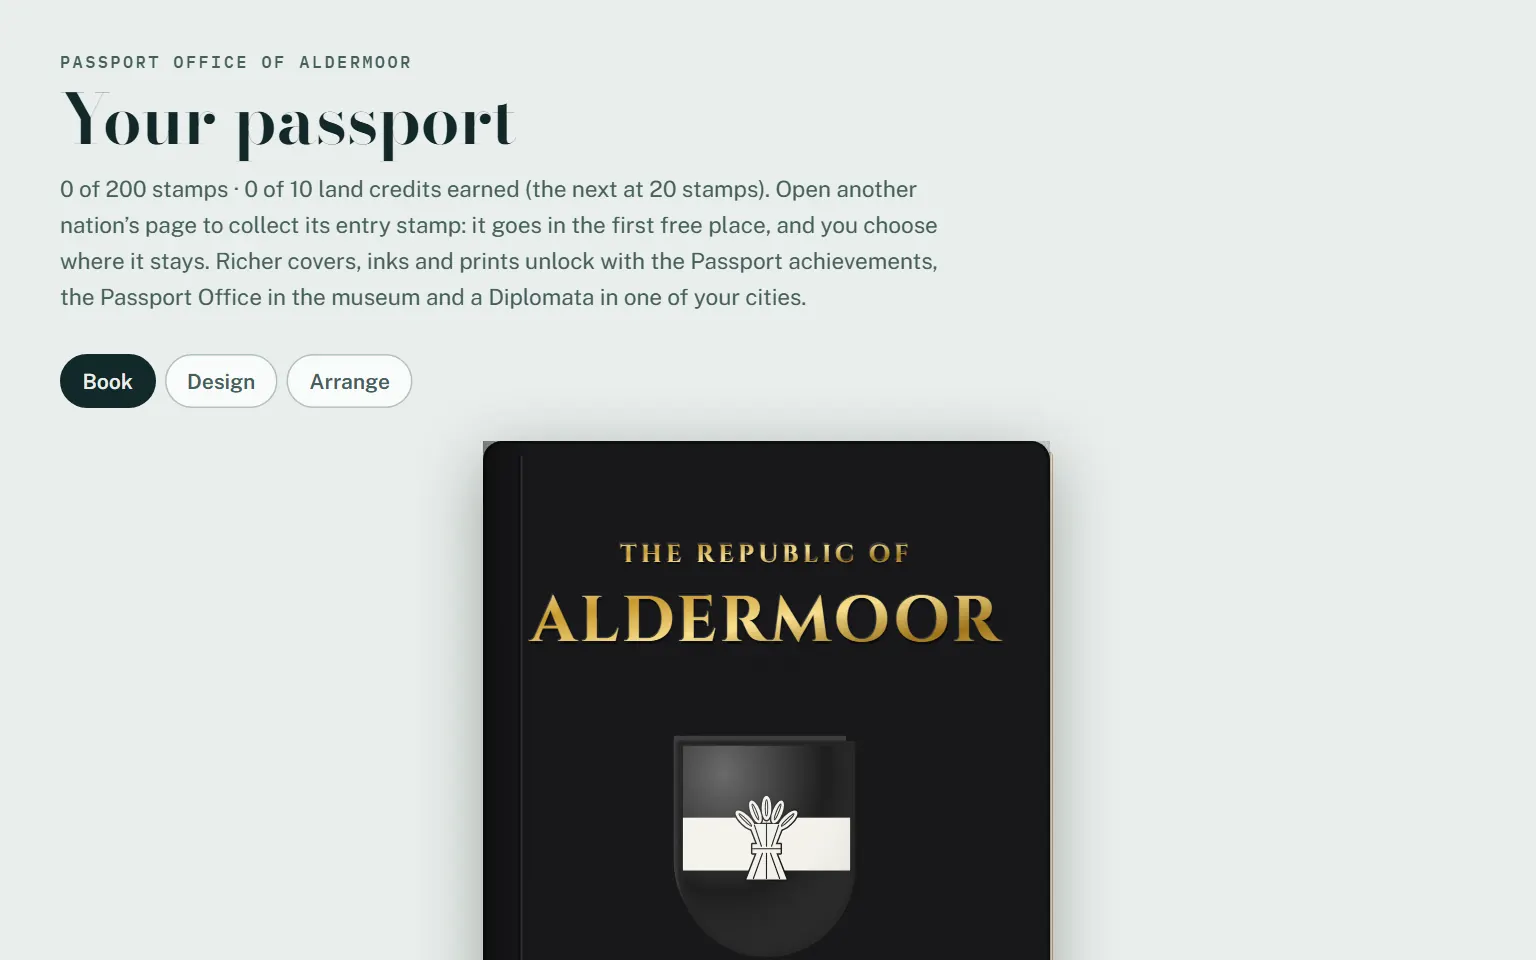 PASSPORT OFFICE OF ALDERMOOR
Your passport
0 of 200 stamps · 0 of 10 land credits earned (the next at 20 stamps). Open another
nation’s page to collect its entry stamp: it goes in the first free place, and you choose
where it stays. Richer covers, inks and prints unlock with the Passport achievements,
the Passport Office in the museum and a Diplomata in one of your cities.
Book Design Arrange
THE REPUBLIC OF
ALDERMOOR